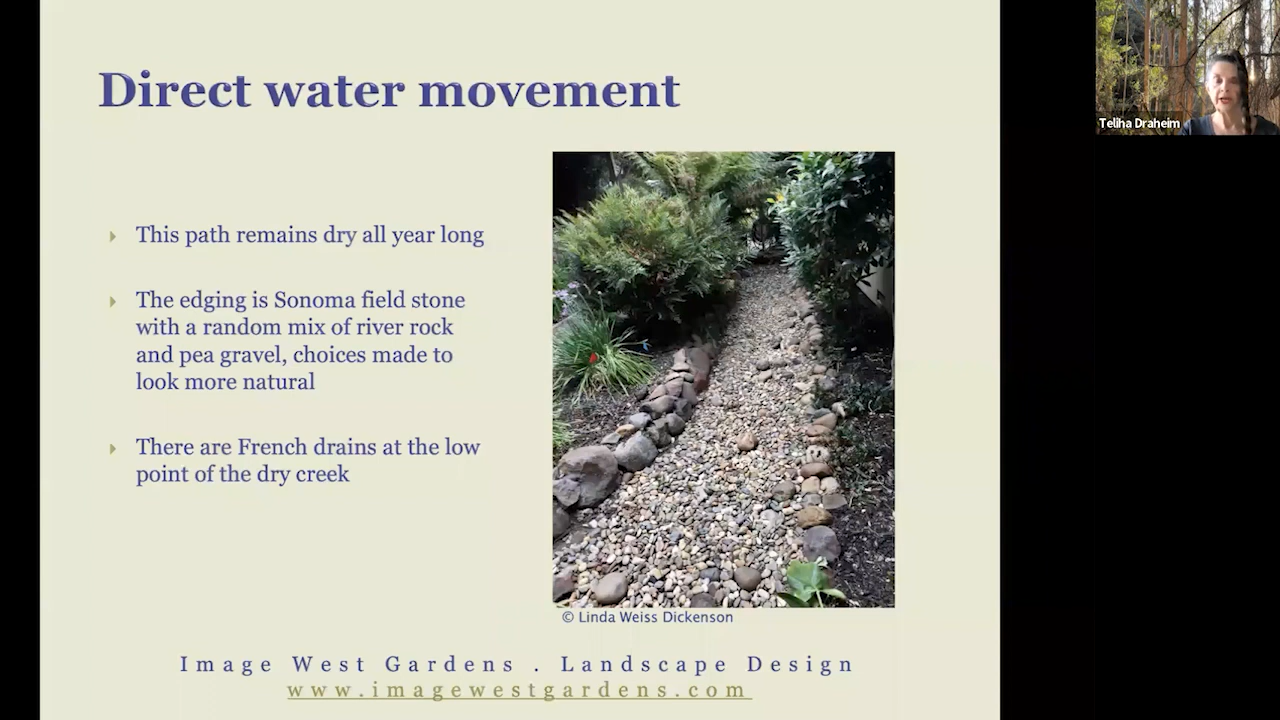 Direct water movement
This path remains dry all year long
The edging is Sonoma field stone
with a random mix of river rock
and pea gravel, choices made to
look more natural
There are French drains at the low
point of the dry creek
© Linda Weiss Dickenson
Image West Gardens . Landscape Design
www.imagewestgardens.com
Teliha Draheim